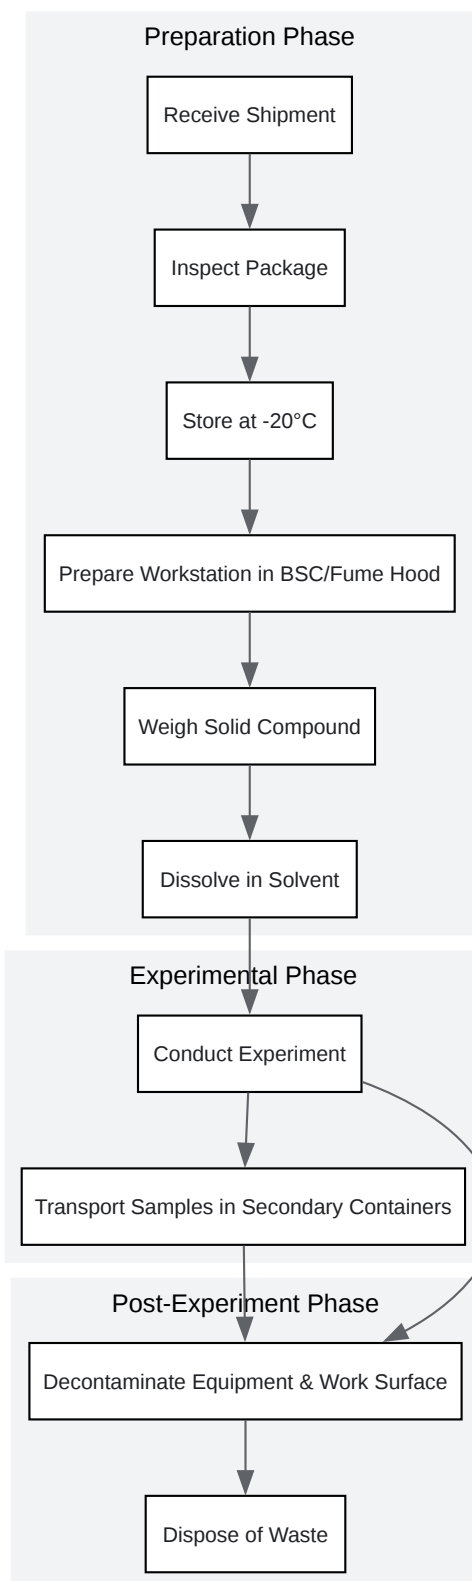 Preparation Phase
Receive Shipment
Inspect Package
Store at -20°C
Prepare Workstation in BSC/Fume Hood
Weigh Solid Compound
Dissolve in Solvent
Experimental Phase
Conduct Experiment
Transport Samples in Secondary Containers
Post-Experiment Phase
Decontaminate Equipment & Work Surface
Dispose of Waste